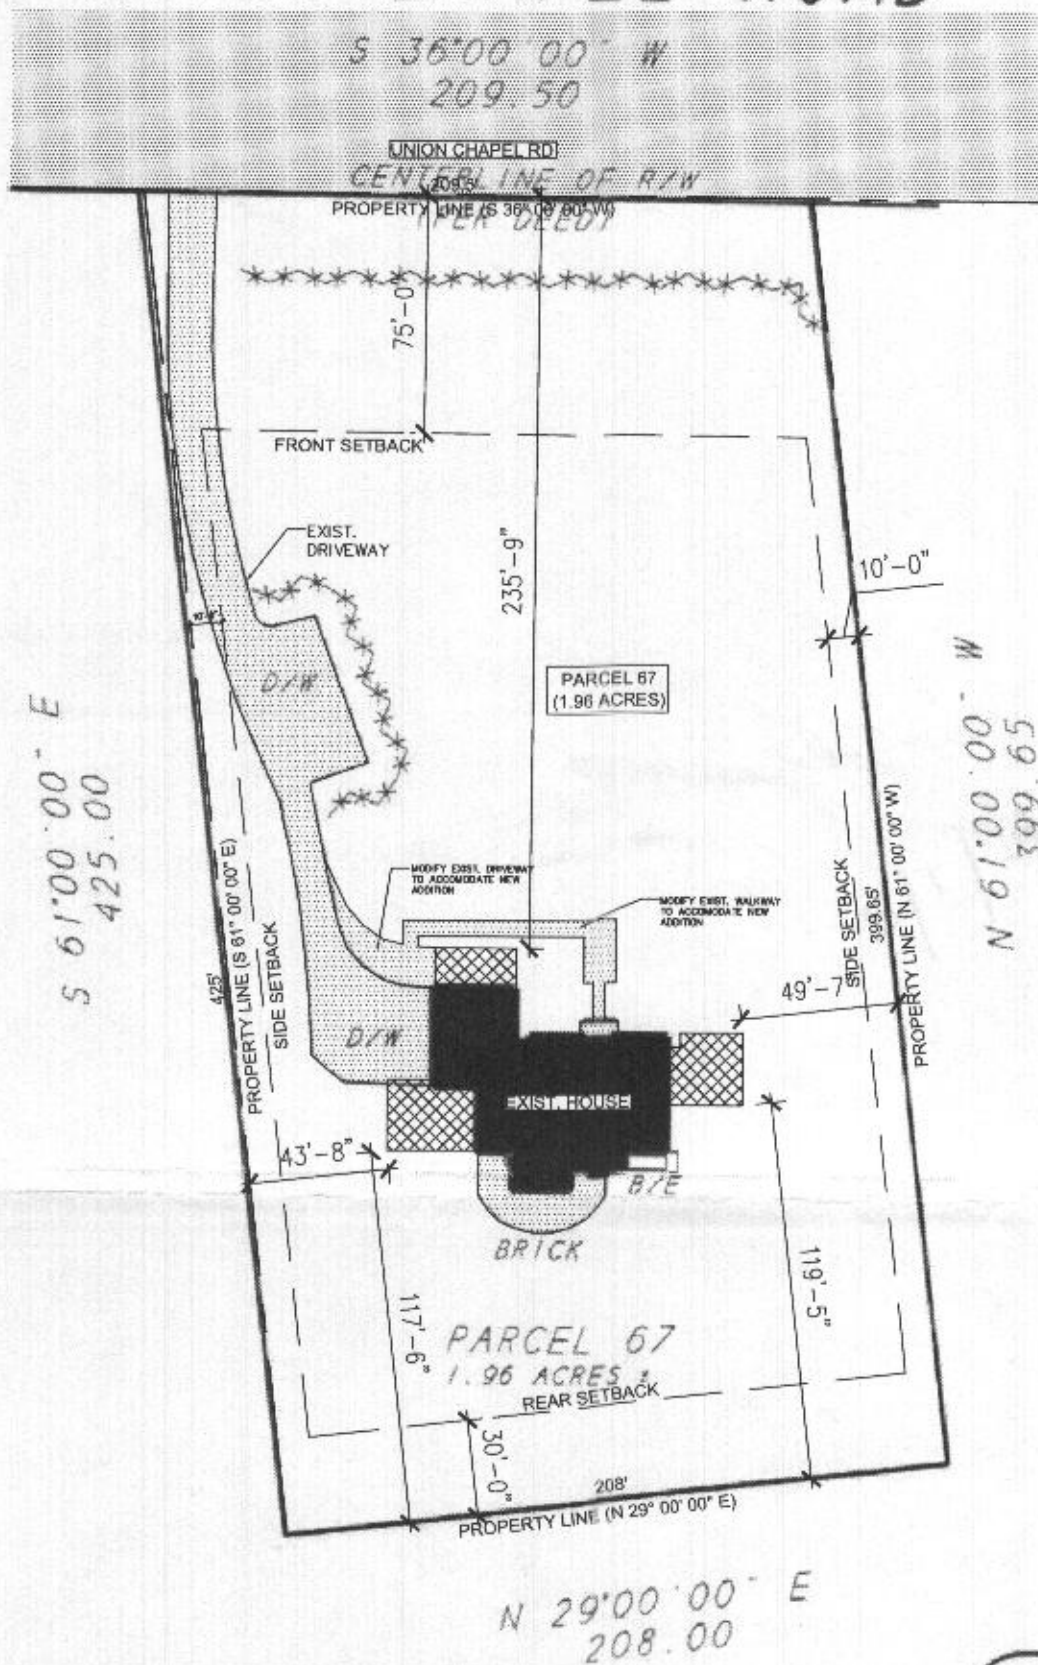 S 36°00'00" W
209.50
UNION CHAPEL RD
CENTERLINE OF R/W
209.5'
PROPERTY LINE (S 36° 00' 00" W)
(PER DEED)
75'-0"
FRONT SETBACK
EXIST.
DRIVEWAY
235'-9"
10'-0"
D/W
PARCEL 67
(1.96 ACRES)
S 61°00'00" E
425.00
N 61°00'00" W
399.65
MODIFY EXIST. DRIVEWAY
TO ACCOMODATE NEW
ADDITION
MODIFY EXIST. WALKWAY
TO ACCOMODATE NEW
ADDITION
PROPERTY LINE (S 61° 00' 00" E)
425'
SIDE SETBACK
SIDE SETBACK
399.65'
PROPERTY LINE (N 61° 00' 00" W)
49'-7"
D/W
EXIST. HOUSE
43'-8"
B/E
BRICK
117'-6"
119'-5"
PARCEL 67
1.96 ACRES ±
REAR SETBACK
30'-0"
208'
PROPERTY LINE (N 29° 00' 00" E)
N 29°00'00" E
208.00